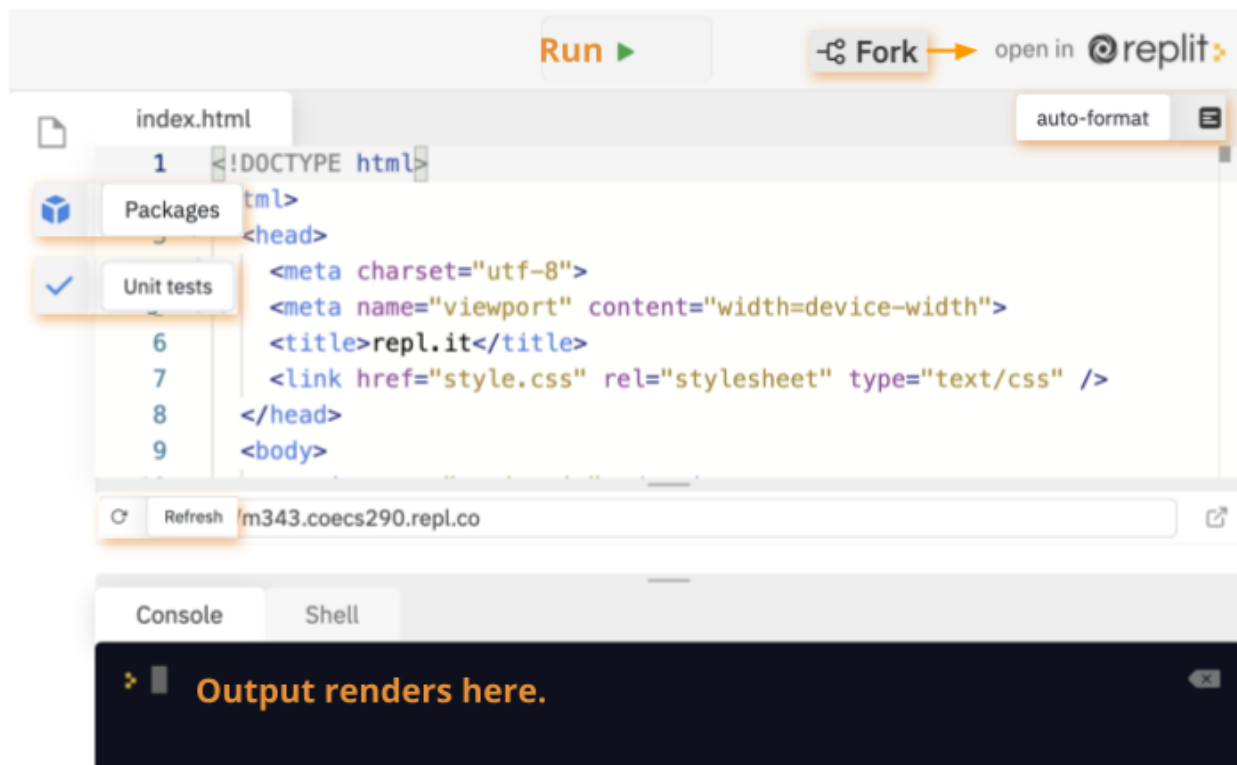 Run
Fork
open in replit
index.html
auto-format
1 <!DOCTYPE html>
tml>
Packages
<head>
<meta charset="utf-8">
Unit tests
<meta name="viewport" content="width=device-width">
6 <title>repl.it</title>
7 <link href="style.css" rel="stylesheet" type="text/css" />
8 </head>
9 <body>
Refresh /m343.coecs290.repl.co
Console Shell
Output renders here.